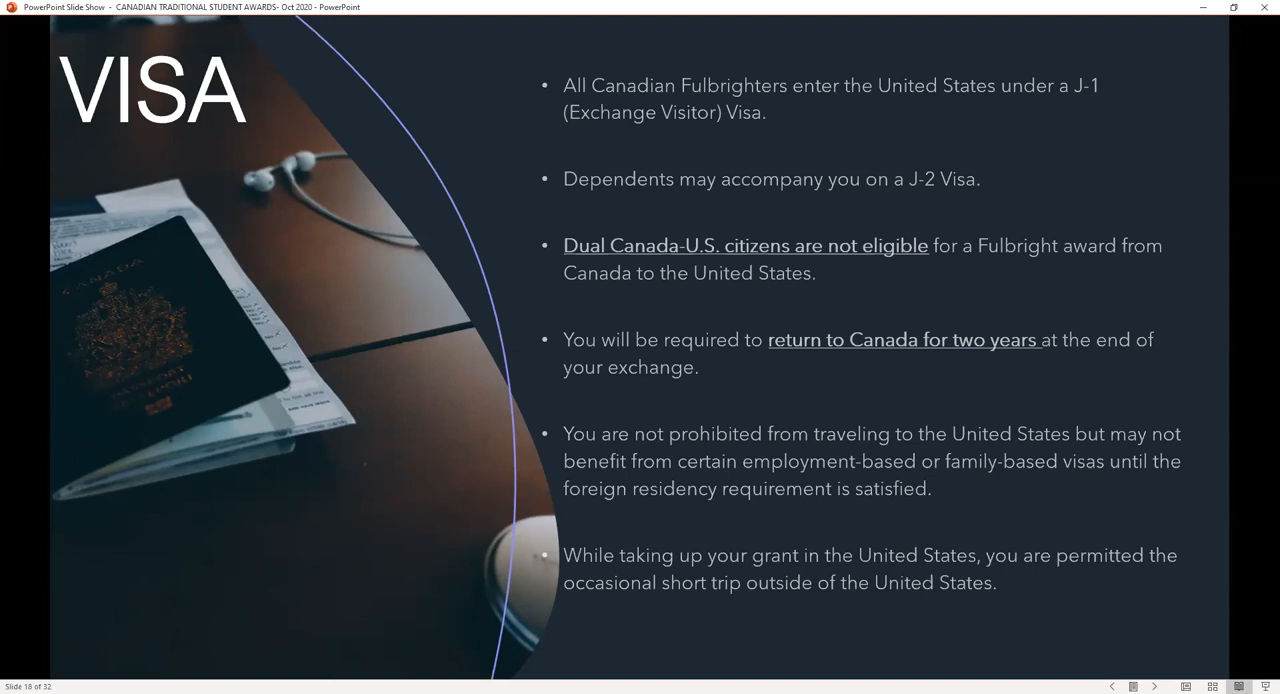 PowerPoint Slide Show - CANADIAN TRADITIONAL STUDENT AWARDS- Oct 2020 - PowerPoint
VISA
• All Canadian Fulbrighters enter the United States under a J-1
(Exchange Visitor) Visa.
• Dependents may accompany you on a J-2 Visa.
• Dual Canada-U.S. citizens are not eligible for a Fulbright award from
Canada to the United States.
• You will be required to return to Canada for two years at the end of
your exchange.
• You are not prohibited from traveling to the United States but may not
benefit from certain employment-based or family-based visas until the
foreign residency requirement is satisfied.
• While taking up your grant in the United States, you are permitted the
occasional short trip outside of the United States.
CANADA
PASSPORT
PASSEPORT
Slide 18 of 32